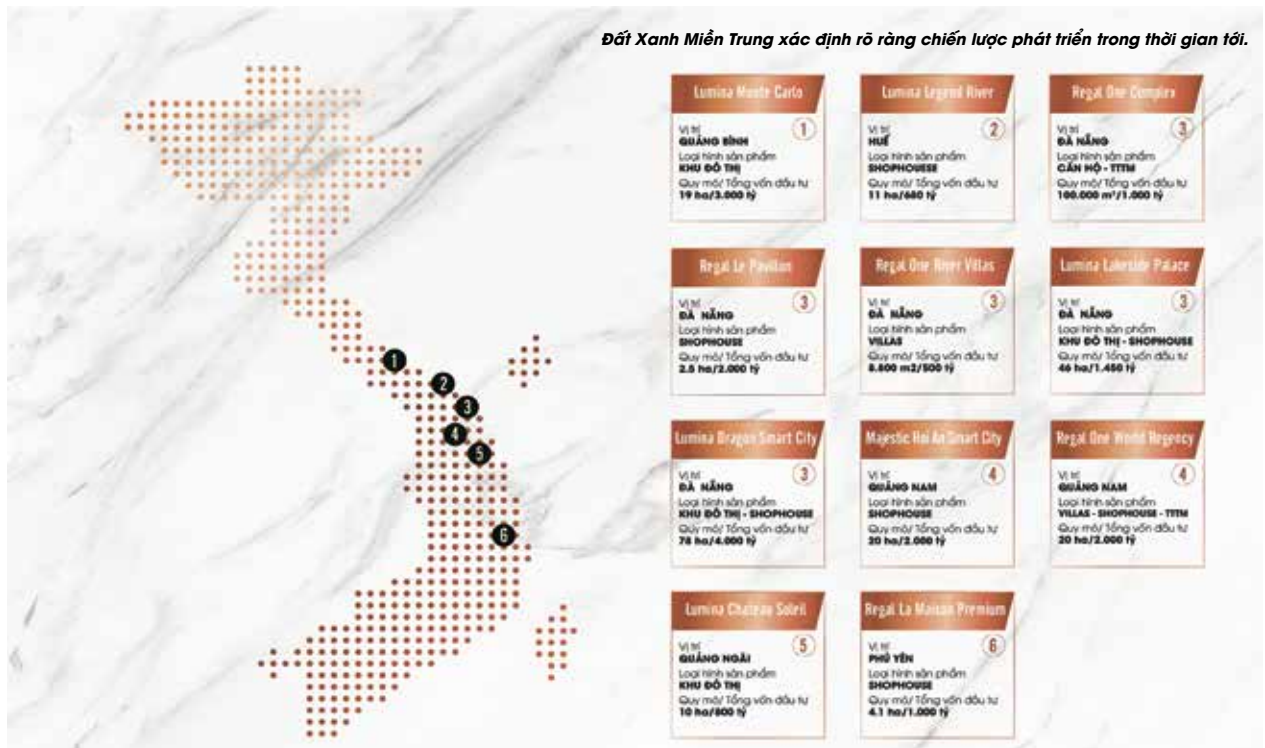 Đất Xanh Miền Trung xác định rõ ràng chiến lược phát triển trong thời gian tới.
Lumina Monte Carlo
1
Vị trí
QUẢNG BÌNH
Loại hình sản phẩm
KHU ĐÔ THỊ
Quy mô/ Tổng vốn đầu tư
19 ha/3.000 tỷ
Lumina Legend River
2
Vị trí
HUẾ
Loại hình sản phẩm
SHOPHOUESE
Quy mô/ Tổng vốn đầu tư
11 ha/680 tỷ
Regal One Complex
3
Vị trí
ĐÀ NẴNG
Loại hình sản phẩm
CĂN HỘ - TTTM
Quy mô/ Tổng vốn đầu tư
100.000 m²/1.000 tỷ
Regal Le Pavillon
3
Vị trí
ĐÀ NẴNG
Loại hình sản phẩm
SHOPHOUSE
Quy mô/ Tổng vốn đầu tư
2.5 ha/2.000 tỷ
Regal One River Villas
3
Vị trí
ĐÀ NẴNG
Loại hình sản phẩm
VILLAS
Quy mô/ Tổng vốn đầu tư
8.800 m2/500 tỷ
Lumina Lakeside Palace
3
Vị trí
ĐÀ NẴNG
Loại hình sản phẩm
KHU ĐÔ THỊ - SHOPHOUSE
Quy mô/ Tổng vốn đầu tư
46 ha/1.450 tỷ
Lumina Dragon Smart City
3
Vị trí
ĐÀ NẴNG
Loại hình sản phẩm
KHU ĐÔ THỊ - SHOPHOUSE
Quy mô/ Tổng vốn đầu tư
78 ha/4.000 tỷ
Majestic Hoi An Smart City
4
Vị trí
QUẢNG NAM
Loại hình sản phẩm
SHOPHOUSE
Quy mô/ Tổng vốn đầu tư
20 ha/2.000 tỷ
Regal One World Regency
4
Vị trí
QUẢNG NAM
Loại hình sản phẩm
VILLAS - SHOPHOUSE - TTTM
Quy mô/ Tổng vốn đầu tư
20 ha/2.000 tỷ
Lumina Chateau Soleil
5
Vị trí
QUẢNG NGÃI
Loại hình sản phẩm
KHU ĐÔ THỊ
Quy mô/ Tổng vốn đầu tư
10 ha/800 tỷ
Regal La Maison Premium
6
Vị trí
PHÚ YÊN
Loại hình sản phẩm
SHOPHOUSE
Quy mô/ Tổng vốn đầu tư
4.1 ha/1.000 tỷ
1
2
3
4
5
6